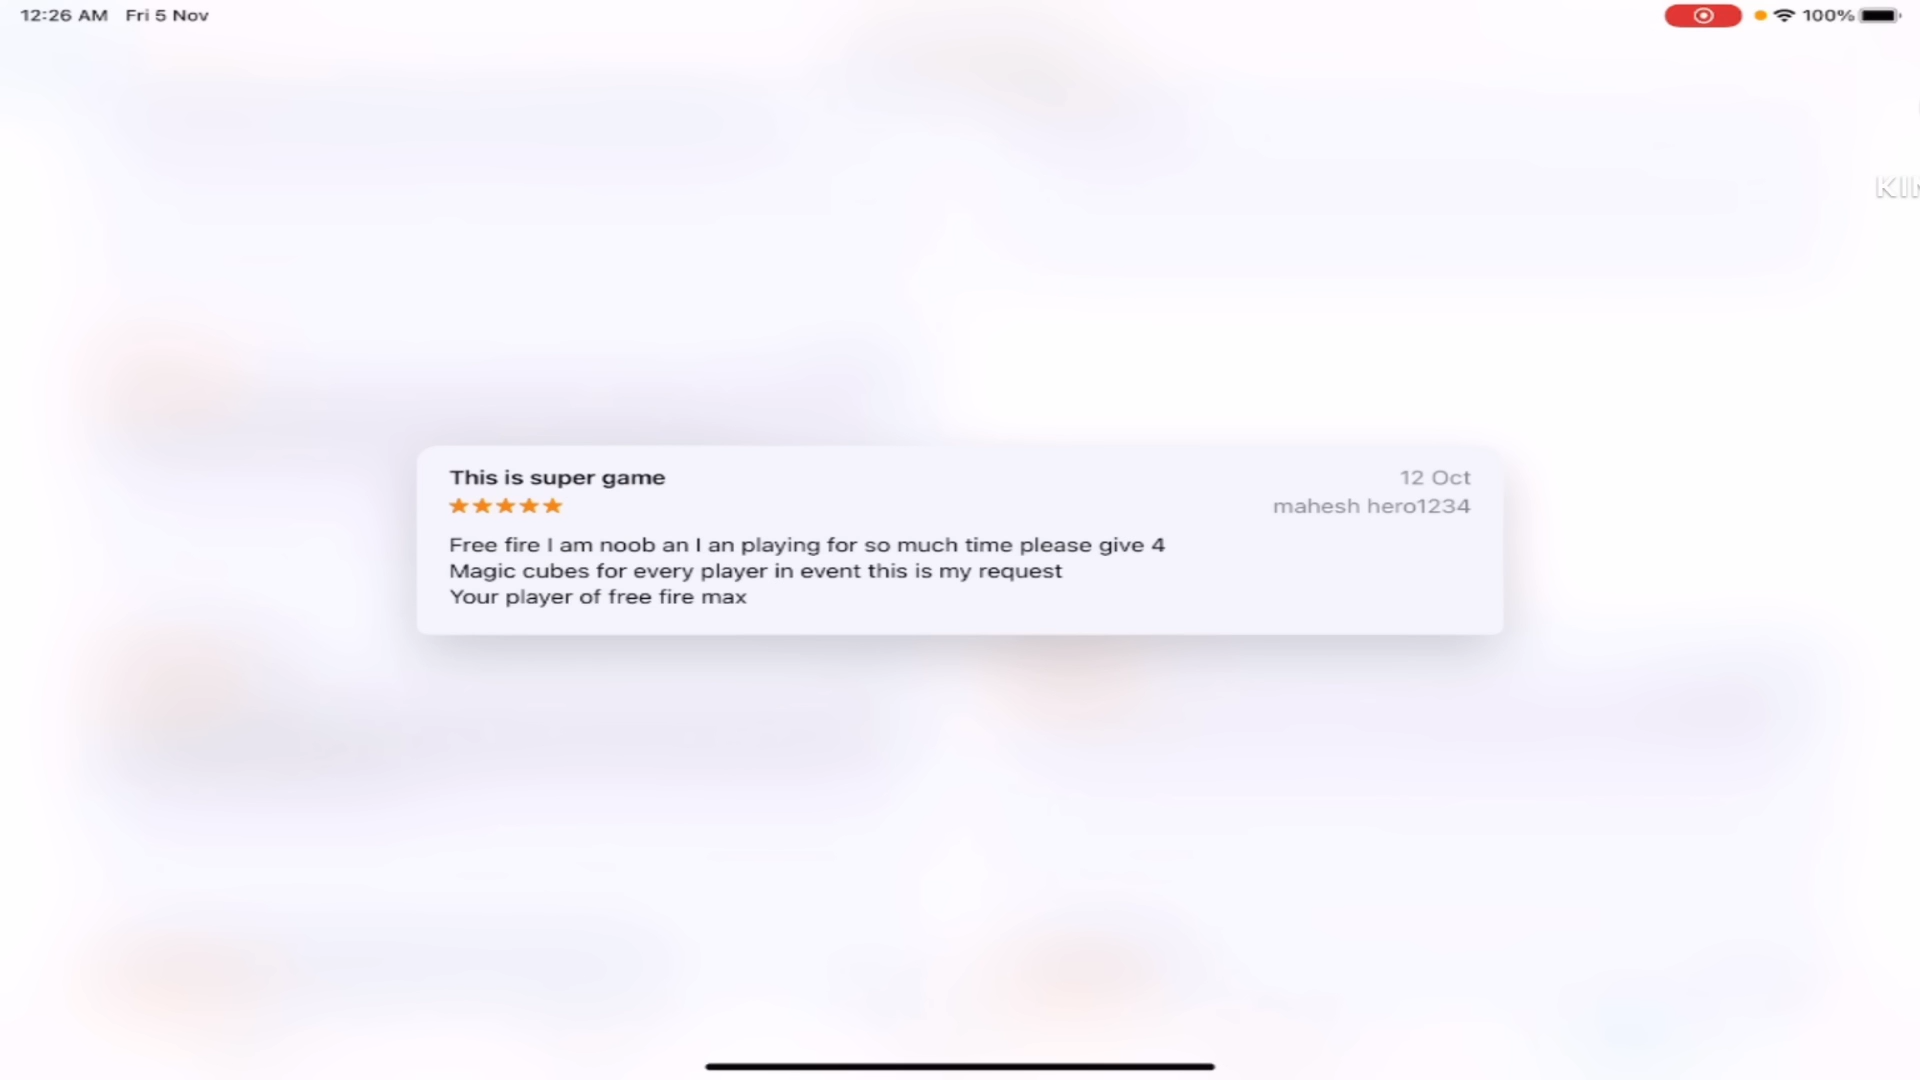 12:26 AM Fri 5 Nov
100%
This is super game
12 Oct
mahesh hero1234
Free fire I am noob an I an playing for so much time please give 4
Magic cubes for every player in event this is my request
Your player of free fire max